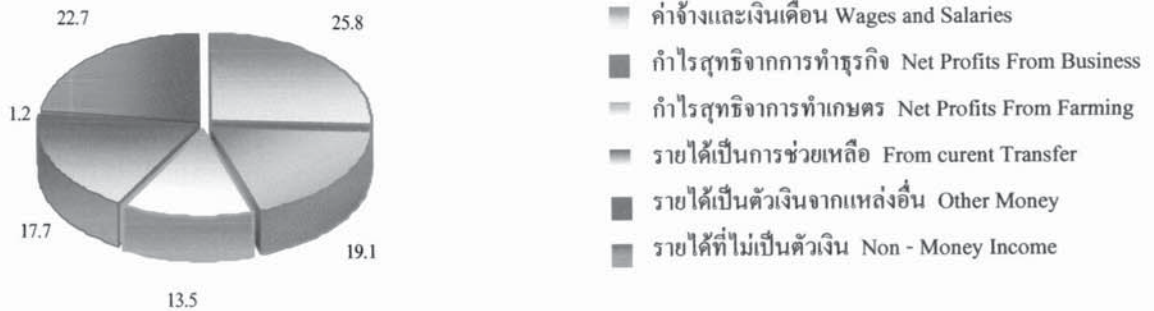 22.7
25.8
1.2
17.7
19.1
13.5
ค่าจ้างและเงินเดือน Wages and Salaries
กำไรสุทธิจากการทำธุรกิจ Net Profits From Business
กำไรสุทธิจาการทำเกษตร Net Profits From Farming
รายได้เป็นการช่วยเหลือ From curent Transfer
รายได้เป็นตัวเงินจากแหล่งอื่น Other Money
รายได้ที่ไม่เป็นตัวเงิน Non - Money Income